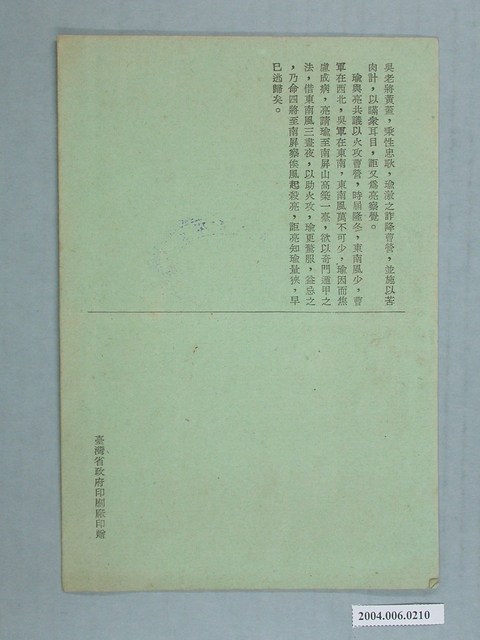 吳老將黃蓋，秉性忠耿，瑜激之詐降曹營，並施以苦
肉計，以瞞衆耳目，詎又爲亮察覺。
瑜與亮共議以火攻曹營，時屆隆冬，東南風少，曹
軍在西北，吳軍在東南，東南風萬不可少，瑜因而焦
慮成病，亮請瑜至南屏山高築一臺，欲以奇門遁甲之
法，借東南風三晝夜，以助火攻，瑜更驚服，益忌之
，乃命四將至南屏察俟風起殺亮，詎亮知瑜量狹，早
已逃歸矣。
臺灣省政府印刷廠印贈
2004.006.0210